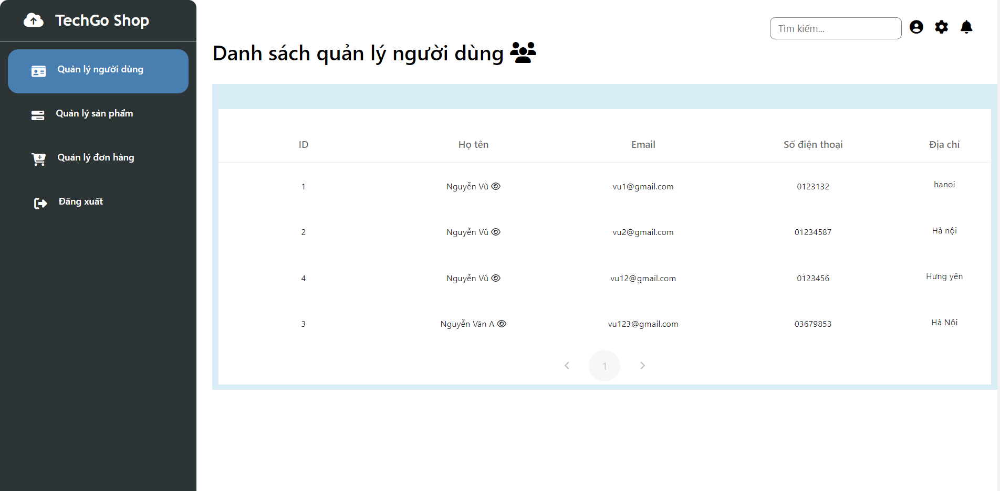 TechGo Shop
Quản lý người dùng
Quản lý sản phẩm
Quản lý đơn hàng
Đăng xuất
Tìm kiếm...
Danh sách quản lý người dùng
ID Họ tên Email Số điện thoại Địa chỉ
1 Nguyễn Vũ vu1@gmail.com 0123132 hanoi
2 Nguyễn Vũ vu2@gmail.com 01234587 Hà nội
4 Nguyễn Vũ vu12@gmail.com 0123456 Hưng yên
3 Nguyễn Văn A vu123@gmail.com 03679853 Hà Nội
1